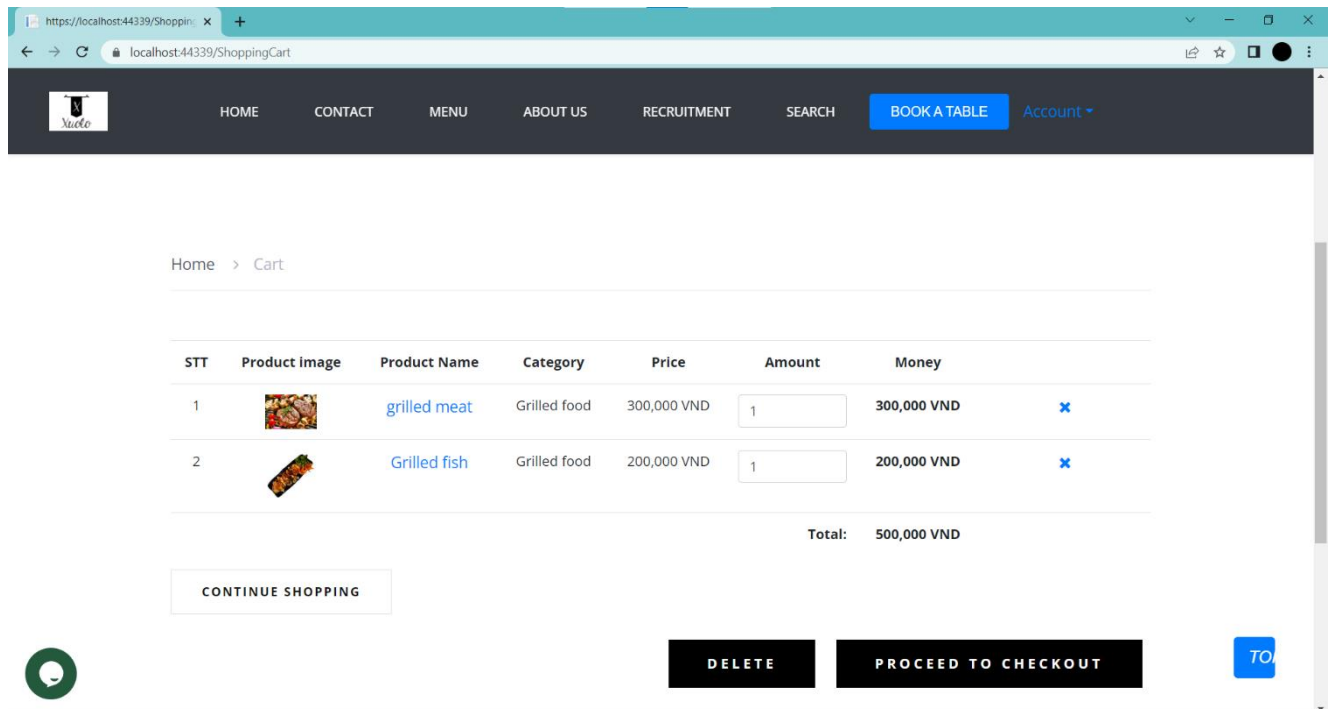 https://localhost:44339/Shopping
localhost:44339/ShoppingCart
X
Xuolo
HOME CONTACT MENU ABOUT US RECRUITMENT SEARCH BOOK A TABLE Account
Home > Cart
STT Product image Product Name Category Price Amount Money
1 grilled meat Grilled food 300,000 VND 1 300,000 VND
2 Grilled fish Grilled food 200,000 VND 1 200,000 VND
Total: 500,000 VND
CONTINUE SHOPPING
DELETE PROCEED TO CHECKOUT